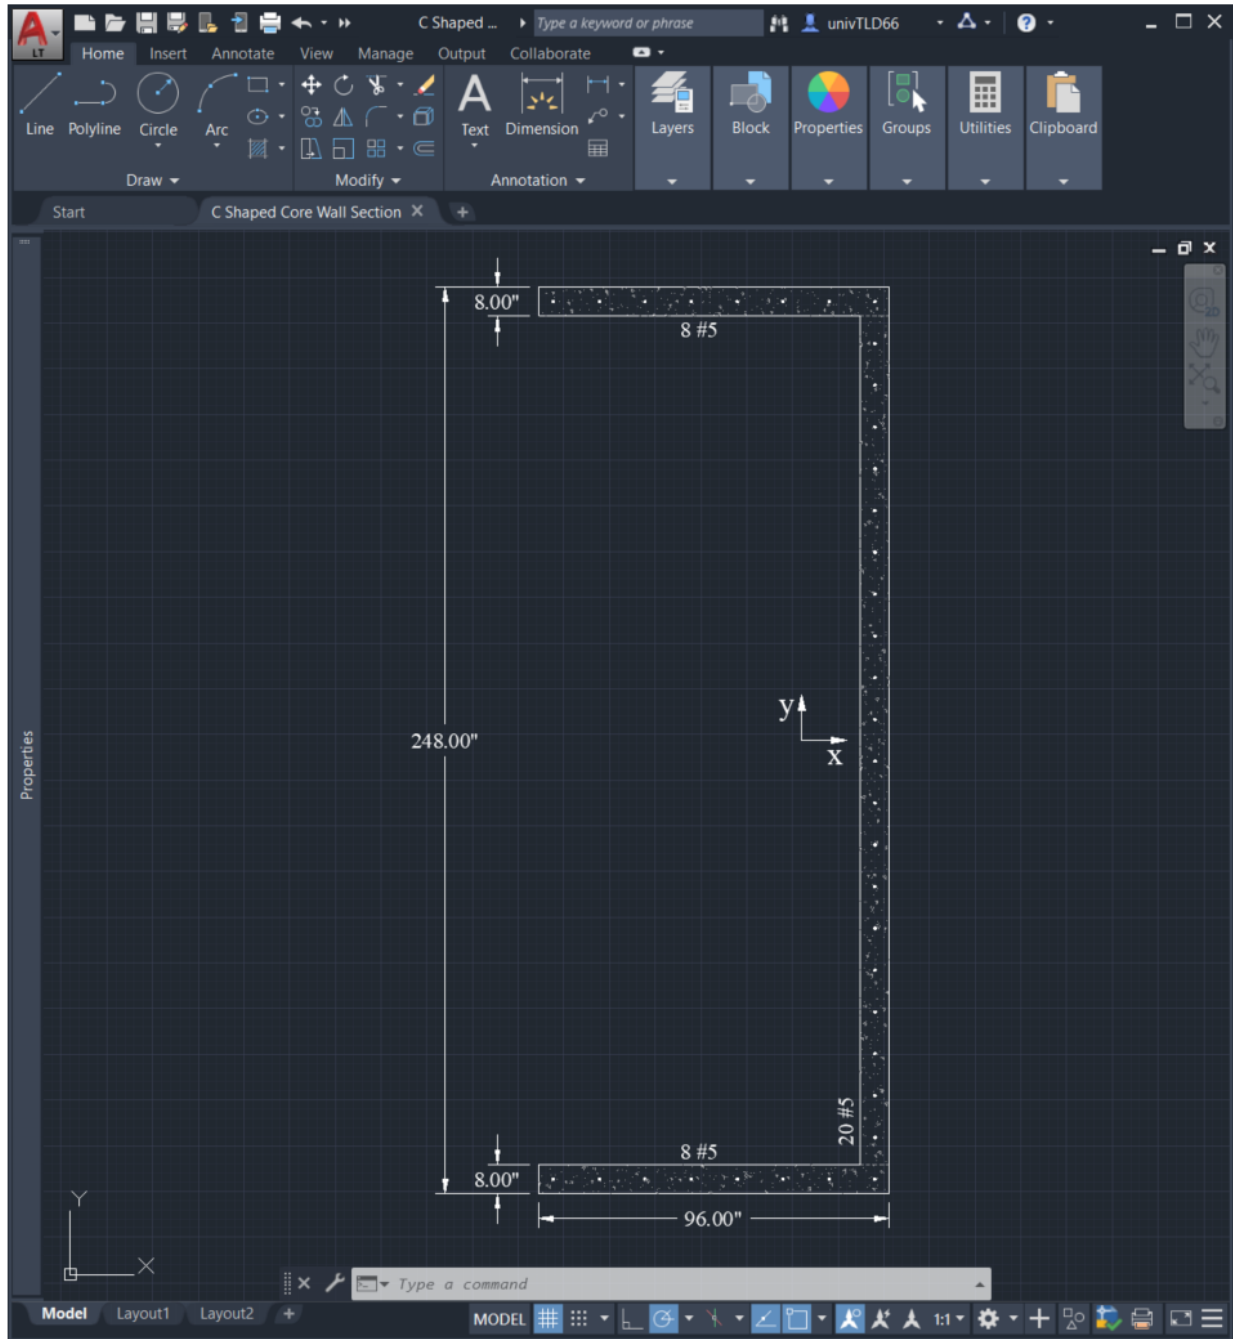 C Shaped ...
Type a keyword or phrase
univTLD66
LT
Home Insert Annotate View Manage Output Collaborate
Line Polyline Circle Arc
Text Dimension
Layers Block Properties Groups Utilities Clipboard
Draw Modify Annotation
Start
C Shaped Core Wall Section
2D
8.00"
8 #5
y
x
248.00"
Properties
20 #5
8 #5
8.00"
96.00"
Y
X
Type a command
Model Layout1 Layout2
MODEL
1:1